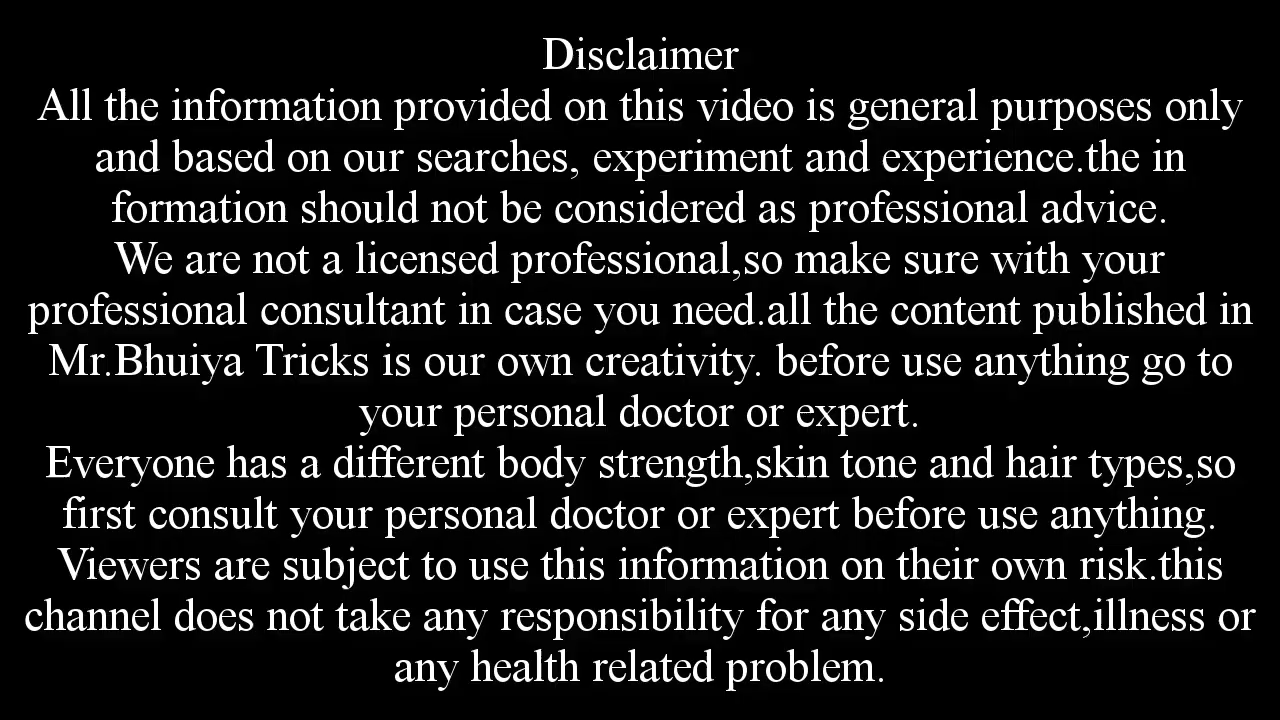 Disclaimer
All the information provided on this video is general purposes only
and based on our searches, experiment and experience.the in
formation should not be considered as professional advice.
We are not a licensed professional,so make sure with your
professional consultant in case you need.all the content published in
Mr.Bhuiya Tricks is our own creativity. before use anything go to
your personal doctor or expert.
Everyone has a different body strength,skin tone and hair types,so
first consult your personal doctor or expert before use anything.
Viewers are subject to use this information on their own risk.this
channel does not take any responsibility for any side effect,illness or
any health related problem.